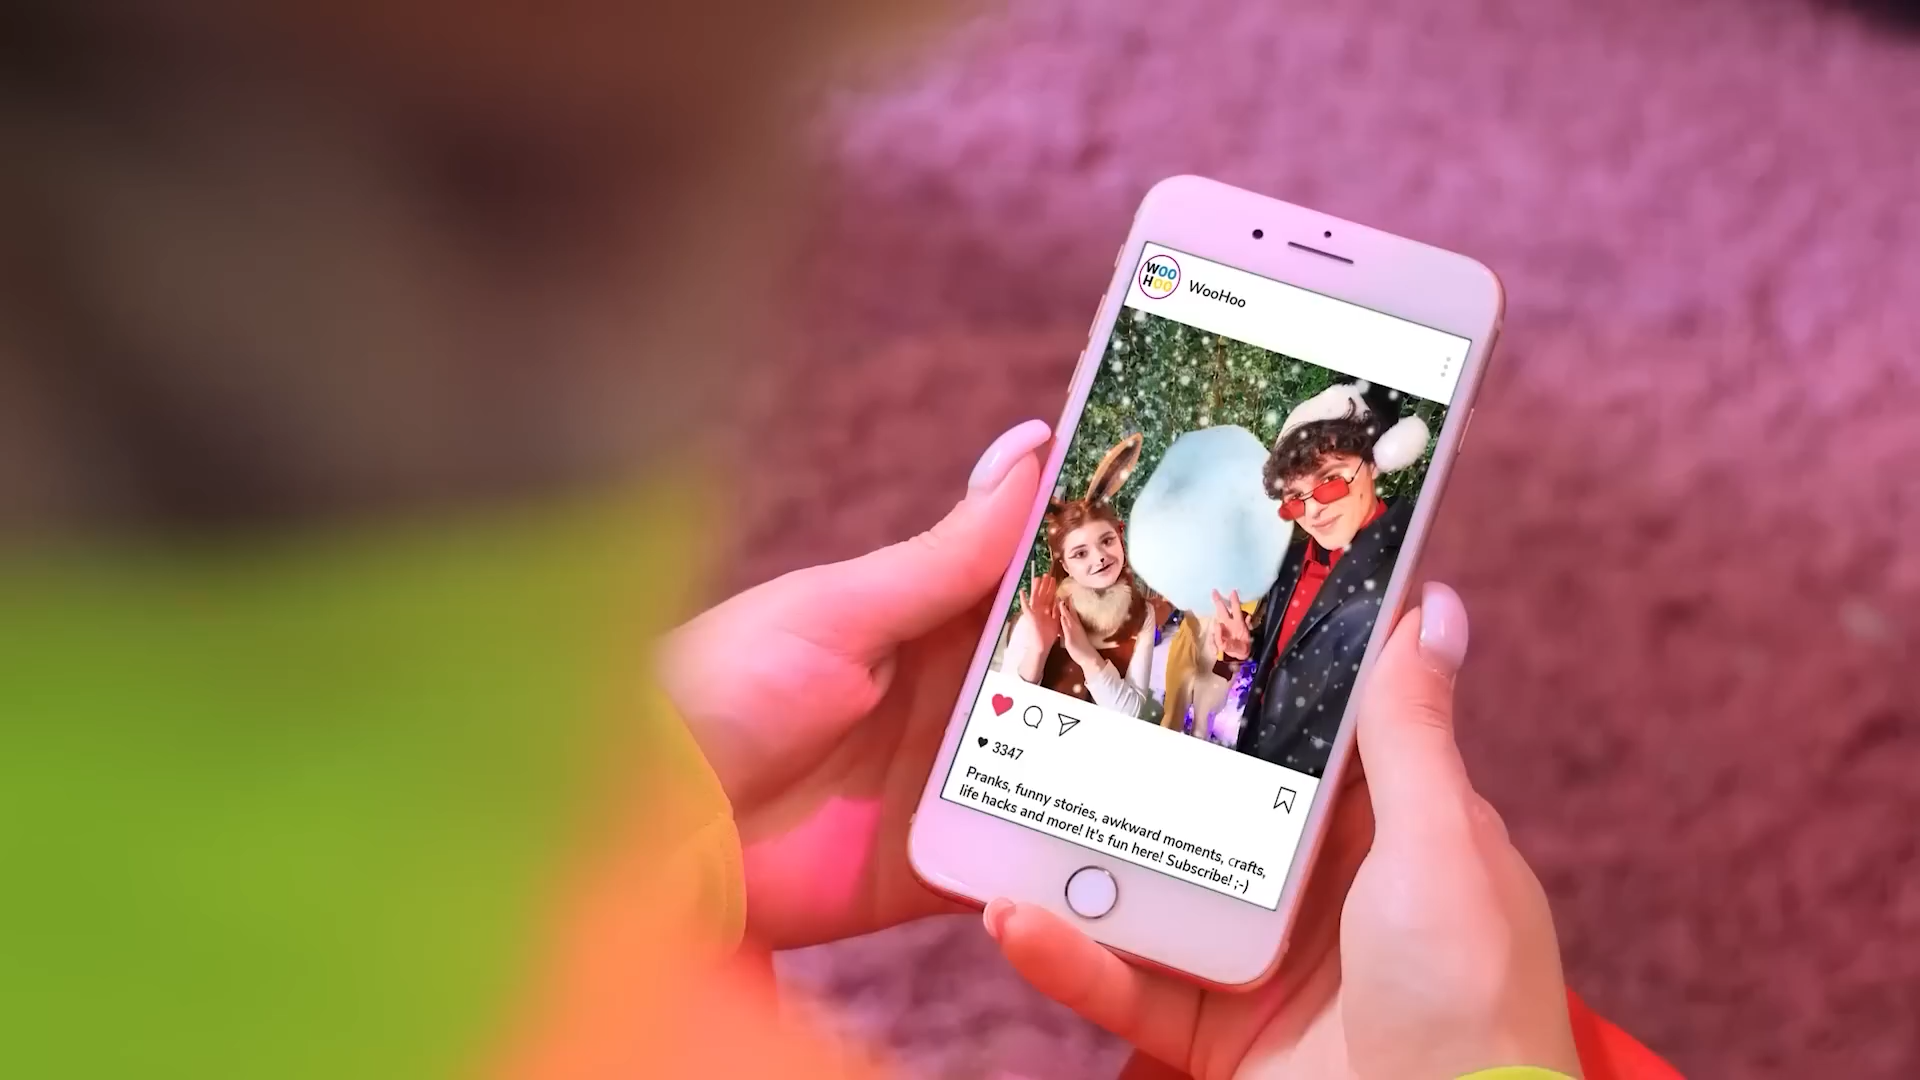 WOO
HOO
WooHoo
3347
Pranks, funny stories, awkward moments, crafts,
life hacks and more! It's fun here! Subscribe! ;-)